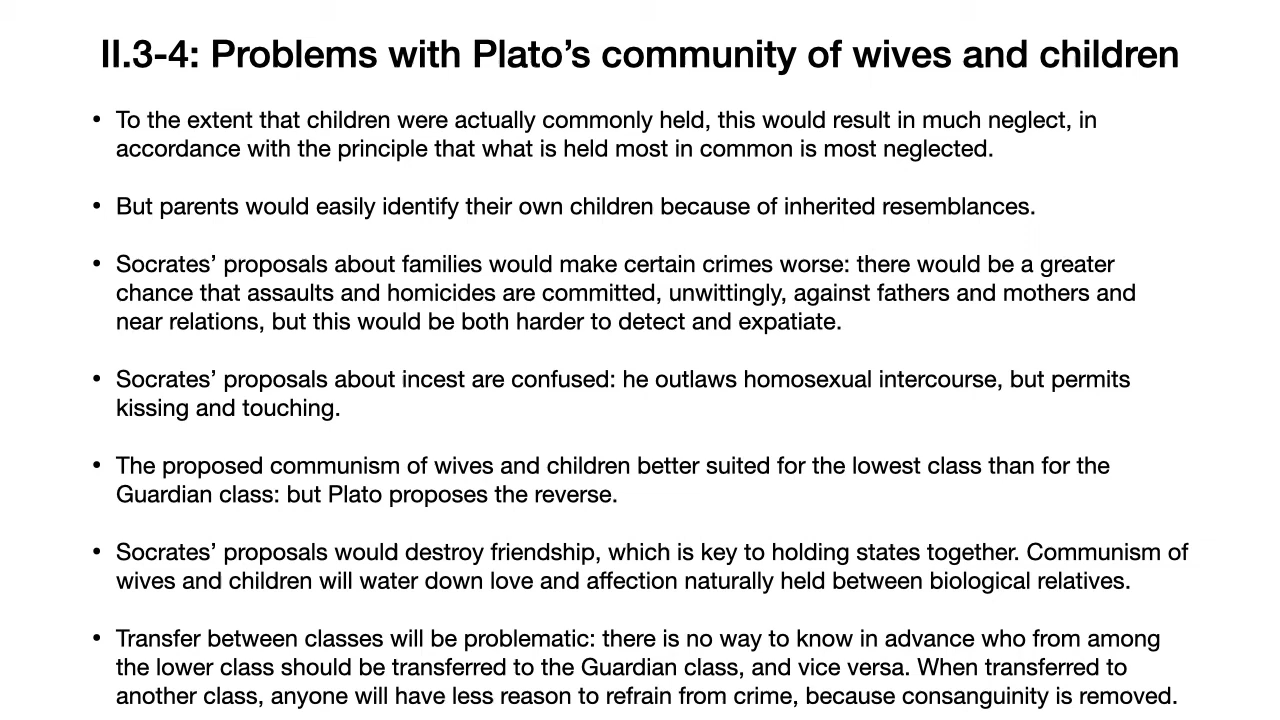 II.3-4: Problems with Plato’s community of wives and children
• To the extent that children were actually commonly held, this would result in much neglect, in
accordance with the principle that what is held most in common is most neglected.
• But parents would easily identify their own children because of inherited resemblances.
• Socrates’ proposals about families would make certain crimes worse: there would be a greater
chance that assaults and homicides are committed, unwittingly, against fathers and mothers and
near relations, but this would be both harder to detect and expatiate.
• Socrates’ proposals about incest are confused: he outlaws homosexual intercourse, but permits
kissing and touching.
• The proposed communism of wives and children better suited for the lowest class than for the
Guardian class: but Plato proposes the reverse.
• Socrates’ proposals would destroy friendship, which is key to holding states together. Communism of
wives and children will water down love and affection naturally held between biological relatives.
• Transfer between classes will be problematic: there is no way to know in advance who from among
the lower class should be transferred to the Guardian class, and vice versa. When transferred to
another class, anyone will have less reason to refrain from crime, because consanguinity is removed.